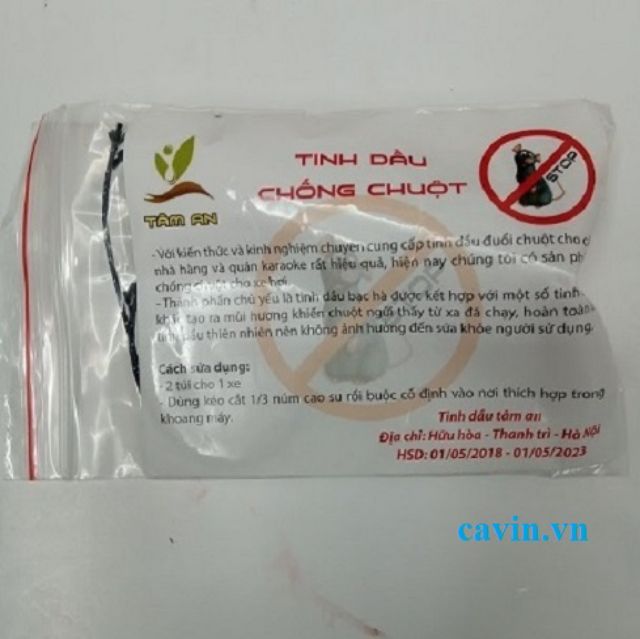 TINH DẦU
CHỐNG CHUỘT
STOP
TÂM AN
- Với kiến thức và kinh nghiệm chuyên cung cấp tinh dầu đuổi chuột cho
nhà hàng và quán karaoke rất hiệu quả, hiện nay chúng tôi có sản
chống chuột cho xe hơi
- Thành phần chủ yếu là tinh dầu bạc hà được kết hợp với một số tinh
khác tạo ra mùi hương khiến chuột ngửi thấy từ xa đã chạy, hoàn toàn
tinh dầu thiên nhiên nên không ảnh hưởng đến sửa khỏe người sử dụng
Cách sửa dụng:
- 2 túi cho 1 xe
- Dùng kéo cắt 1/3 núm cao su rồi buộc cố định vào nơi thích hợp trong
khoang máy.
Tinh dầu tâm an
Địa chỉ: Hữu hòa - Thanh trì - Hà Nội
HSD: 01/05/2018 - 01/05/2023
cavin.vn